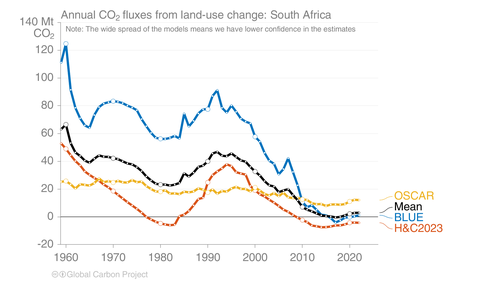 Annual CO₂ fluxes from land-use change: South Africa
140 Mt
CO₂
Note: The wide spread of the models means we have lower confidence in the estimates
120
100
80
60
40
20
0
-20
1960
1970
1980
1990
2000
2010
2020
OSCAR
Mean
BLUE
H&C2023
Global Carbon Project